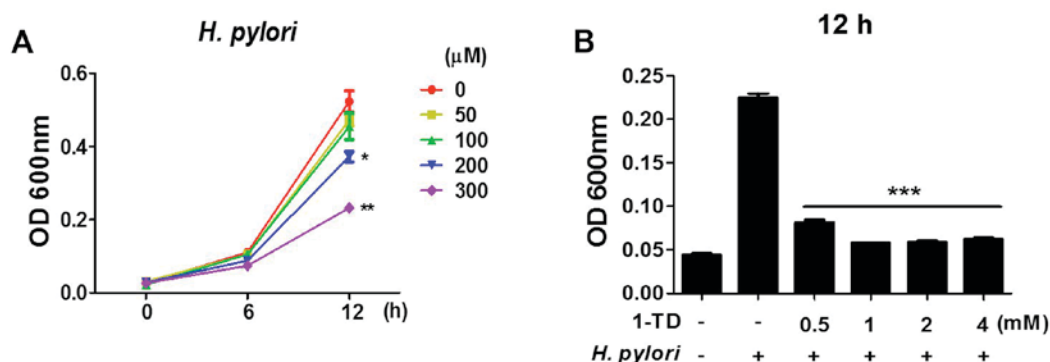 A
H. pylori
(μM)
0
50
100
200
300
OD 600nm
0.6
0.4
0.2
0.0
*
**
0 6 12 (h)
B
12 h
OD 600nm
0.25
0.20
0.15
0.10
0.05
0.00
***
1-TD - - 0.5 1 2 4 (mM)
H. pylori - + + + + +